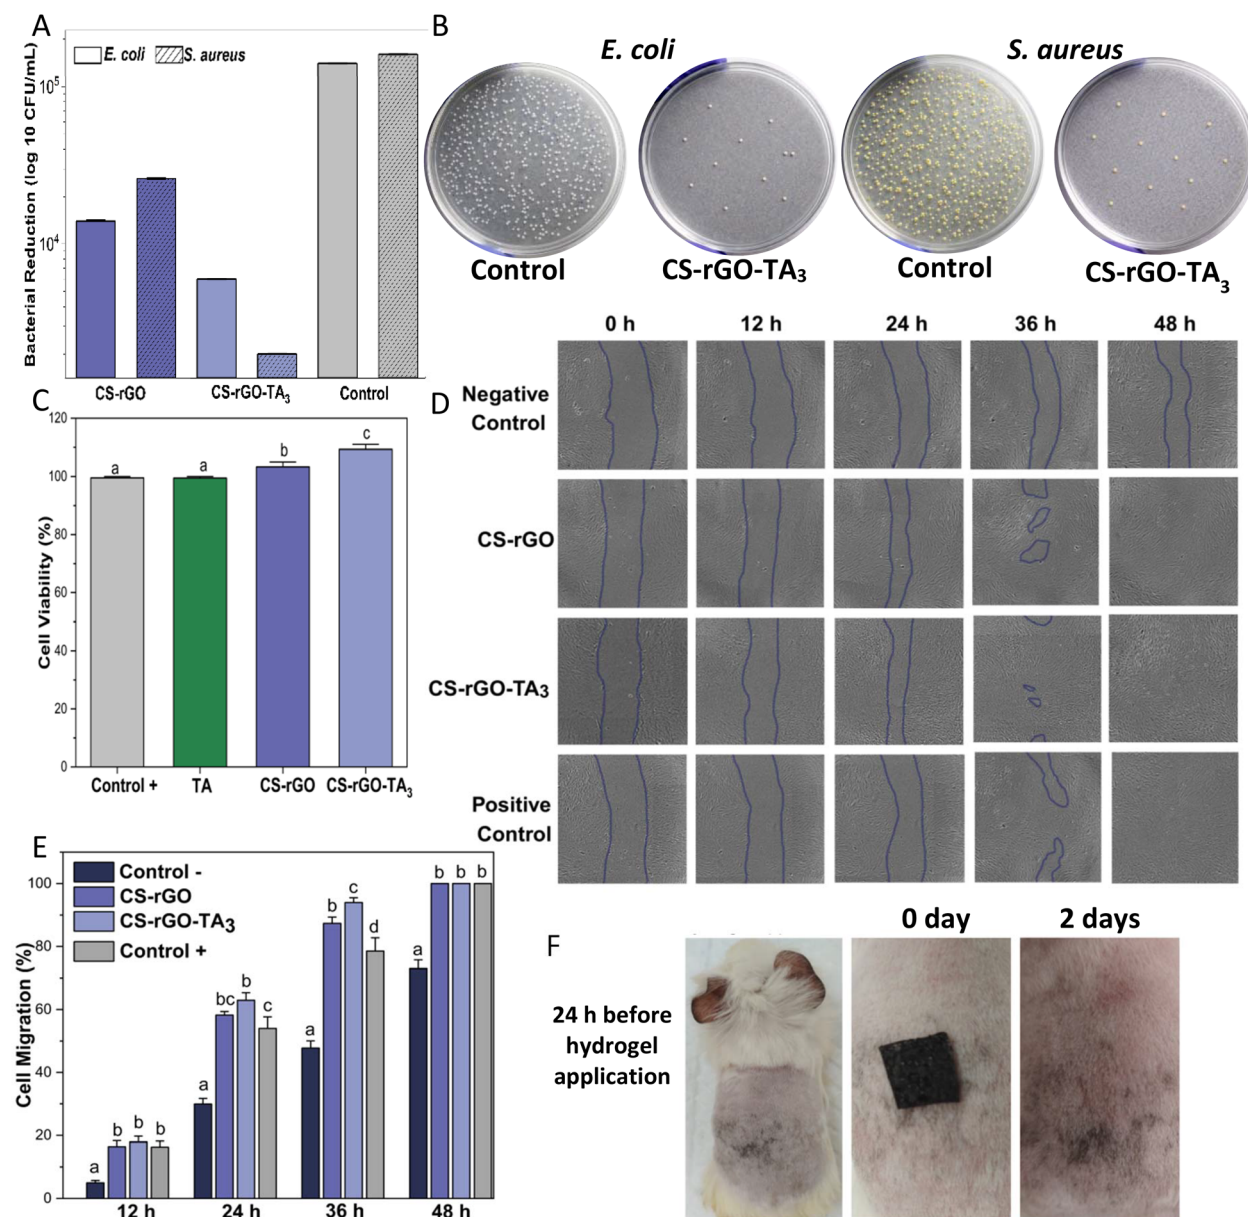 A
Bacterial Reduction (log 10 CFU/mL)
E. coli
S. aureus
10⁵
10⁴
CS-rGO
CS-rGO-TA₃
Control
B
E. coli
S. aureus
Control
CS-rGO-TA₃
Control
CS-rGO-TA₃
C
Cell Viability (%)
120
100
80
60
40
20
0
a
a
b
c
Control +
TA
CS-rGO
CS-rGO-TA₃
D
0 h
12 h
24 h
36 h
48 h
Negative
Control
CS-rGO
CS-rGO-TA₃
Positive
Control
E
Cell Migration (%)
100
80
60
40
20
0
Control -
CS-rGO
CS-rGO-TA₃
Control +
a
b
b
b
a
bc
b
c
a
b
c
d
a
b
b
b
12 h
24 h
36 h
48 h
F
24 h before
hydrogel
application
0 day
2 days